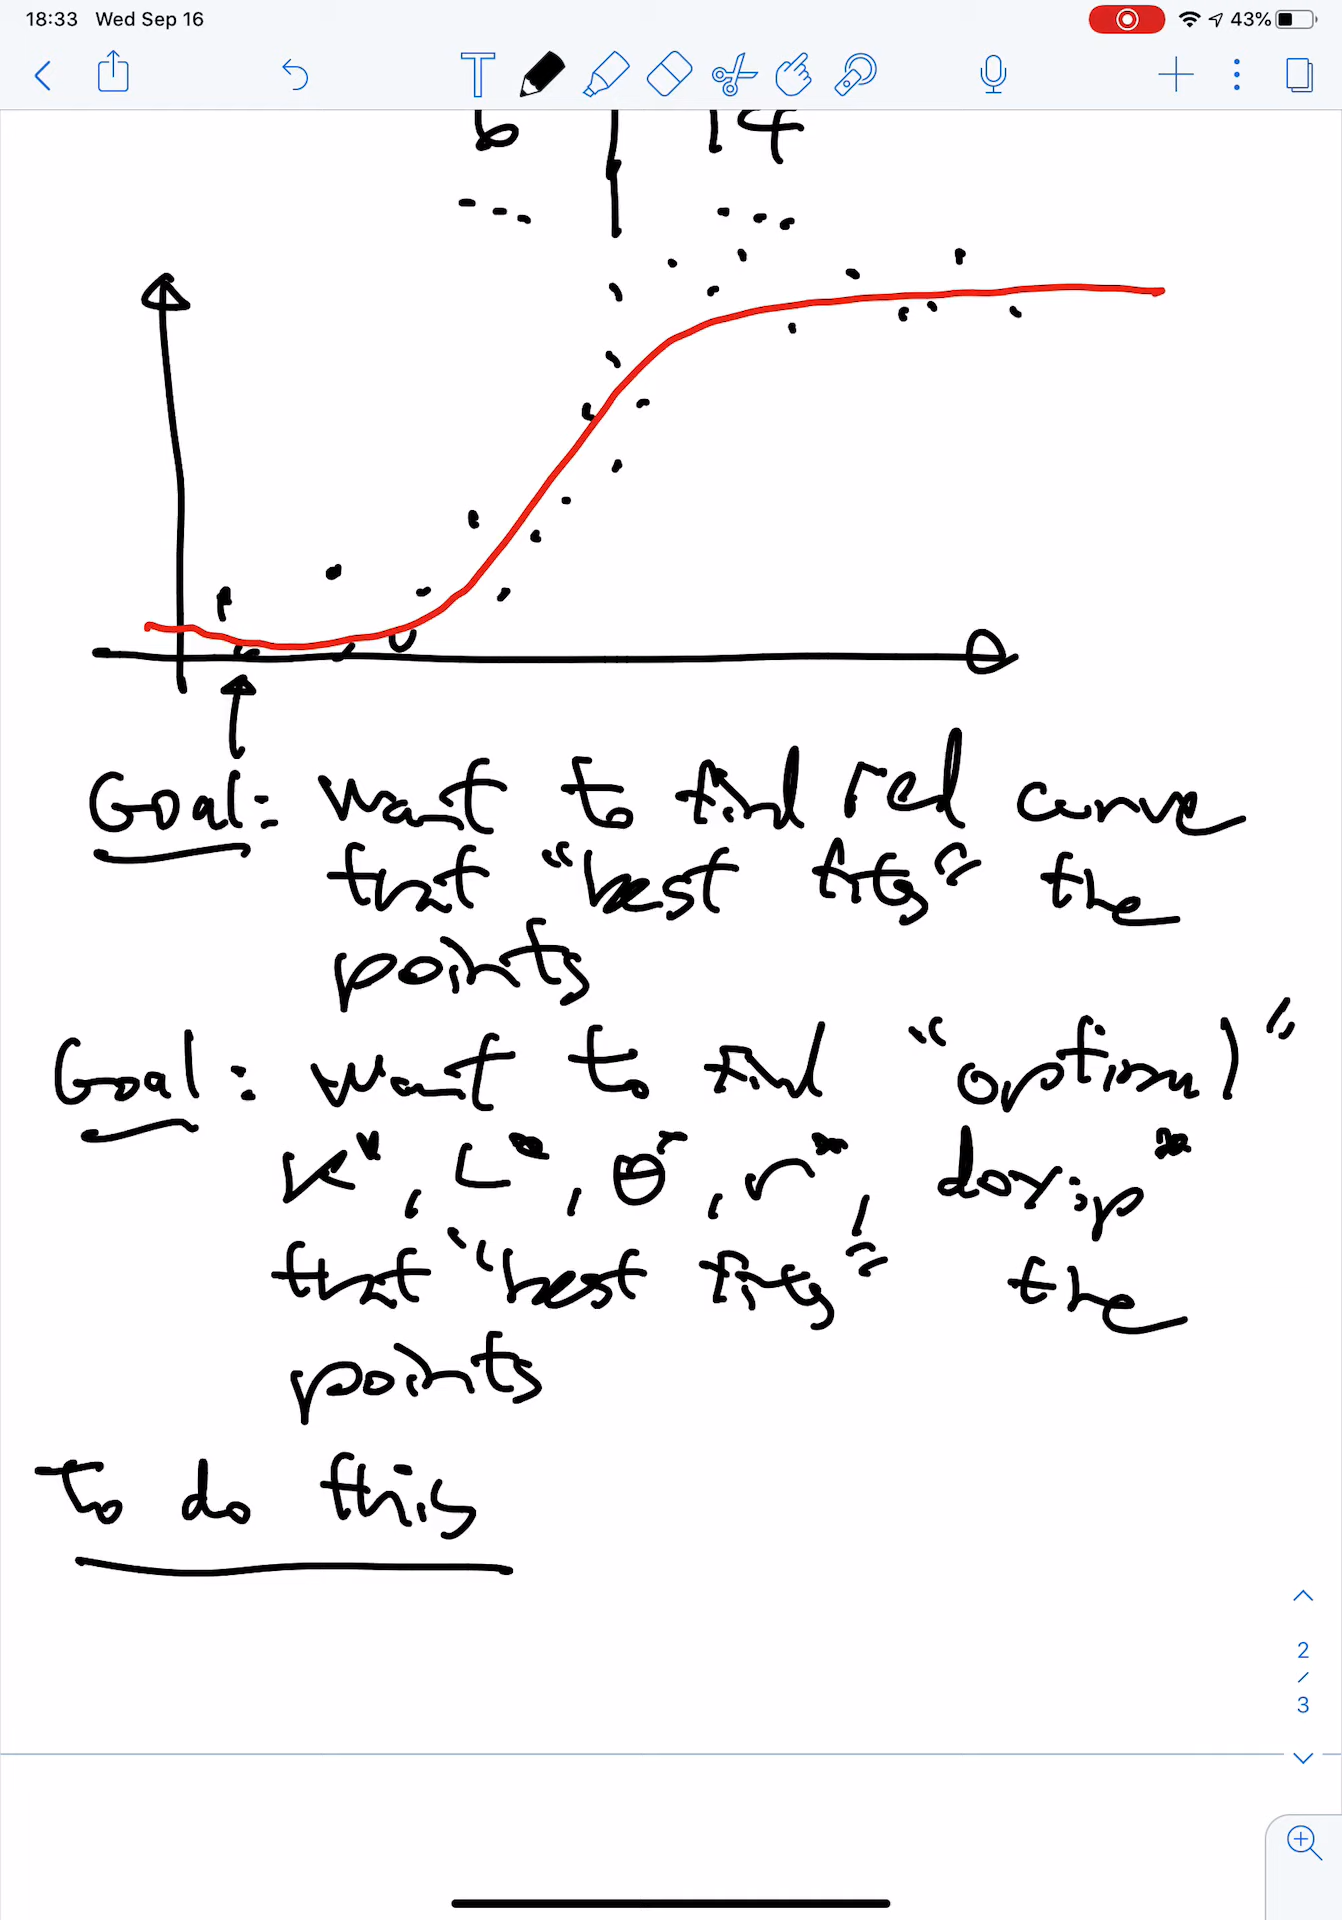 18:33 Wed Sep 16
43%
T
6 | 14
... ...
Goal: want to find red curve
that "best fits" the
points
Goal: want to find "optimal"
K*, L*, θ*, r*,
that "best fits" the
points
To do this
2
/
3